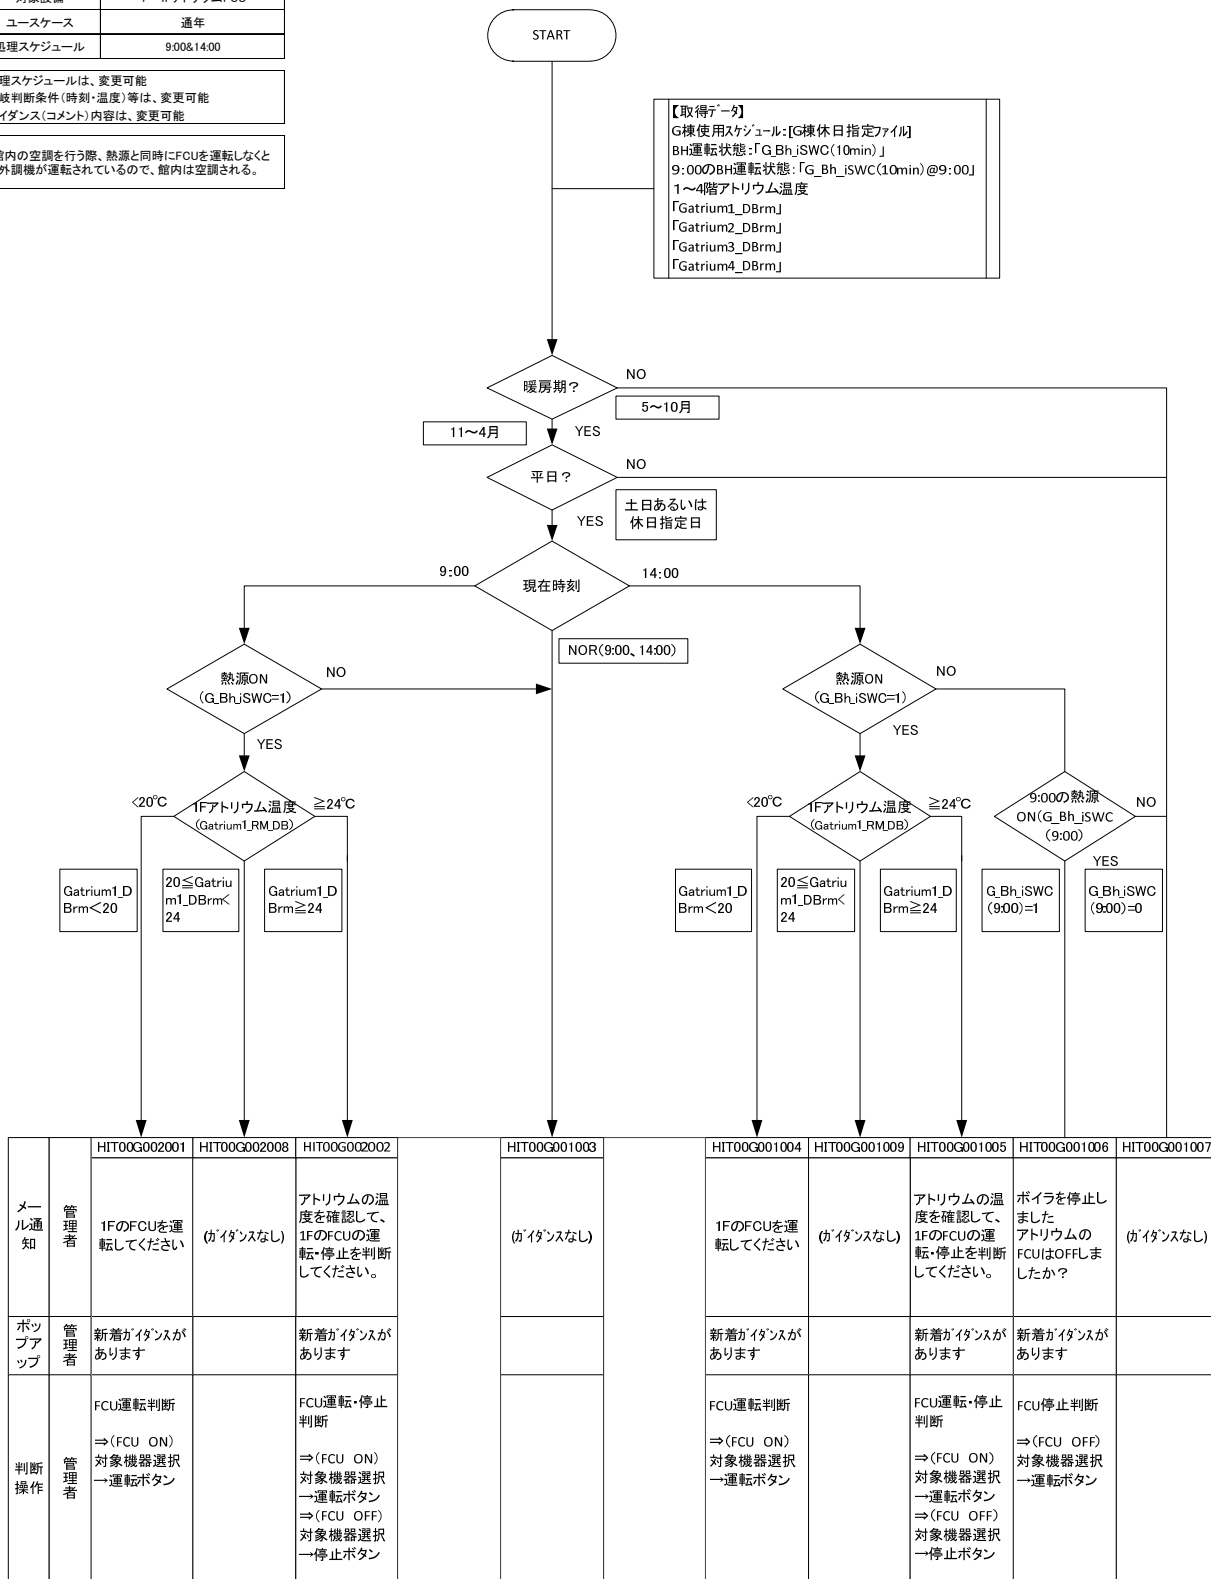 ユースケース
通年
理スケジュール
9:00&14:00
理スケジュールは、変更可能
岐判断条件(時刻・温度)等は、変更可能
イダンス(コメント)内容は、変更可能
館内の空調を行う際、熱源と同時にFCUを運転しなくと
外調機が運転されているので、館内は空調される。
START
【取得ﾃﾞｰﾀ】
G棟使用ｽｹｼﾞｭｰﾙ:[G棟休日指定ﾌｧｲﾙ]
BH運転状態:「G_Bh_iSWC(10min)」
9:00のBH運転状態:「G_Bh_iSWC(10min)@9:00」
1～4階アトリウム温度
「Gatrium1_DBrm」
「Gatrium2_DBrm」
「Gatrium3_DBrm」
「Gatrium4_DBrm」
暖房期?
NO
5～10月
11～4月
YES
平日?
NO
土日あるいは
休日指定日
YES
9:00
現在時刻
14:00
NOR(9:00、14:00)
熱源ON
(G_Bh_iSWC=1)
NO
YES
熱源ON
(G_Bh_iSWC=1)
NO
YES
<20℃
1Fアトリウム温度
(Gatrium1_RM_DB)
≧24℃
<20℃
1Fアトリウム温度
(Gatrium1_RM_DB)
≧24℃
9:00の熱源
ON(G_Bh_iSWC
(9:00)
NO
YES
Gatrium1_D
Brm<20
20≦Gatriu
m1_DBrm<
24
Gatrium1_D
Brm≧24
Gatrium1_D
Brm<20
20≦Gatriu
m1_DBrm<
24
Gatrium1_D
Brm≧24
G_Bh_iSWC
(9:00)=1
G_Bh_iSWC
(9:00)=0
HIT00G002001
HIT00G002008
HIT00G002002
HIT00G001003
HIT00G001004
HIT00G001009
HIT00G001005
HIT00G001006
HIT00G001007
メー
ル通
知
管
理
者
1FのFCUを運
転してください
(ｶﾞｲﾀﾞﾝｽなし)
アトリウムの温
度を確認して、
1FのFCUの運
転・停止を判断
してください。
(ｶﾞｲﾀﾞﾝｽなし)
1FのFCUを運
転してください
(ｶﾞｲﾀﾞﾝｽなし)
アトリウムの温
度を確認して、
1FのFCUの運
転・停止を判断
してください。
ボイラを停止し
ました
アトリウムの
FCUはOFFしま
したか?
(ｶﾞｲﾀﾞﾝｽなし)
ポッ
プア
ップ
管
理
者
新着ｶﾞｲﾀﾞﾝｽが
あります
新着ｶﾞｲﾀﾞﾝｽが
あります
新着ｶﾞｲﾀﾞﾝｽが
あります
新着ｶﾞｲﾀﾞﾝｽが
あります
新着ｶﾞｲﾀﾞﾝｽが
あります
判断
操作
管
理
者
FCU運転判断
⇒(FCU ON)
対象機器選択
→運転ボタン
FCU運転・停止
判断
⇒(FCU ON)
対象機器選択
→運転ボタン
⇒(FCU OFF)
対象機器選択
→停止ボタン
FCU運転判断
⇒(FCU ON)
対象機器選択
→運転ボタン
FCU運転・停止
判断
⇒(FCU ON)
対象機器選択
→運転ボタン
⇒(FCU OFF)
対象機器選択
→停止ボタン
FCU停止判断
⇒(FCU OFF)
対象機器選択
→運転ボタン